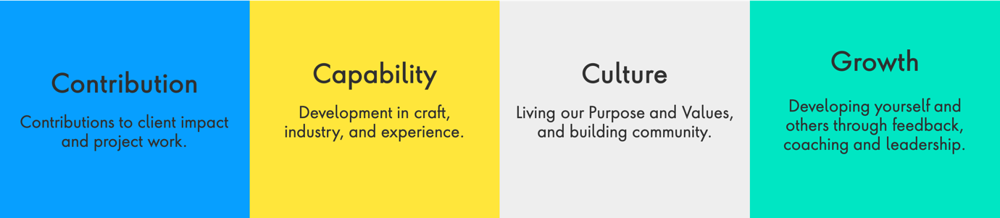 Contribution
Contributions to client impact
and project work.
Capability
Development in craft,
industry, and experience.
Culture
Living our Purpose and Values,
and building community.
Growth
Developing yourself and
others through feedback,
coaching and leadership.